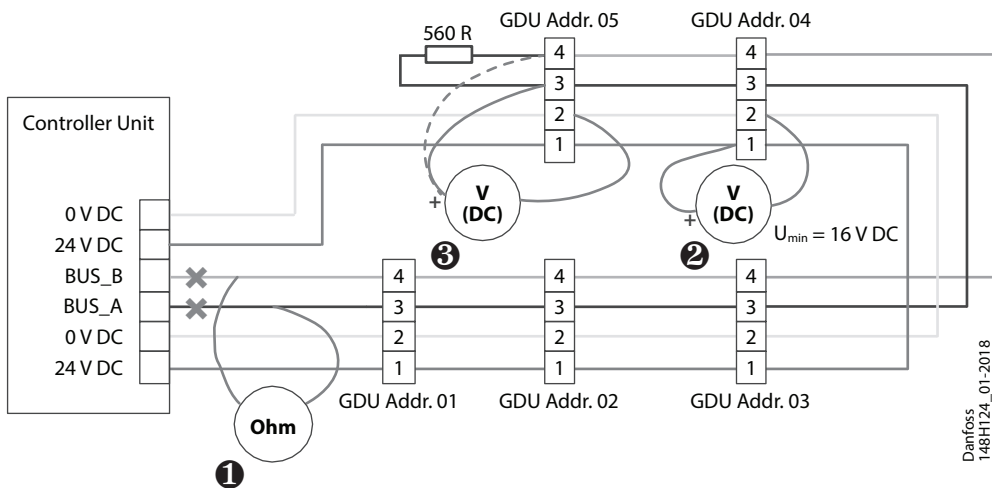 GDU Addr. 05
GDU Addr. 04
560 R
4
4
3
3
Controller Unit
2
2
1
1
V
(DC)
V
(DC)
+
+
0 V DC
24 V DC
❸
❷
Umin = 16 V DC
BUS_B
4
4
4
BUS_A
3
3
3
0 V DC
2
2
2
24 V DC
1
1
1
GDU Addr. 01
GDU Addr. 02
GDU Addr. 03
Ohm
❶
Danfoss
148H124_01-2018